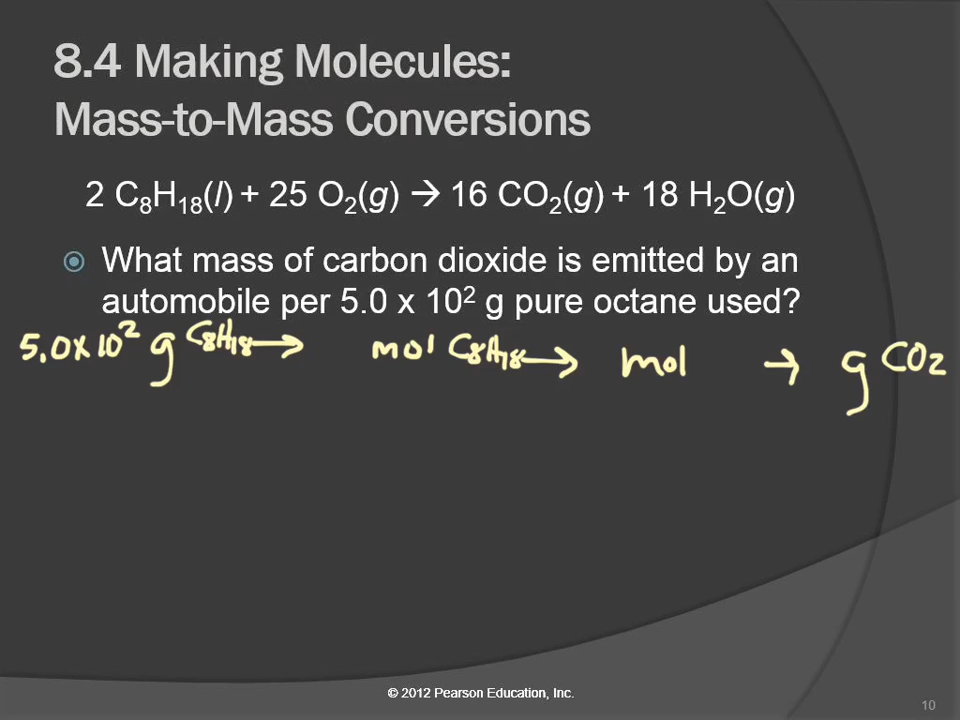 8.4 Making Molecules:
Mass-to-Mass Conversions
2 C₈H₁₈(l) + 25 O₂(g) → 16 CO₂(g) + 18 H₂O(g)
What mass of carbon dioxide is emitted by an
automobile per 5.0 x 10² g pure octane used?
5.0x10² g C₈H₁₈ → mol C₈H₁₈ → mol → g CO₂
© 2012 Pearson Education, Inc.
10